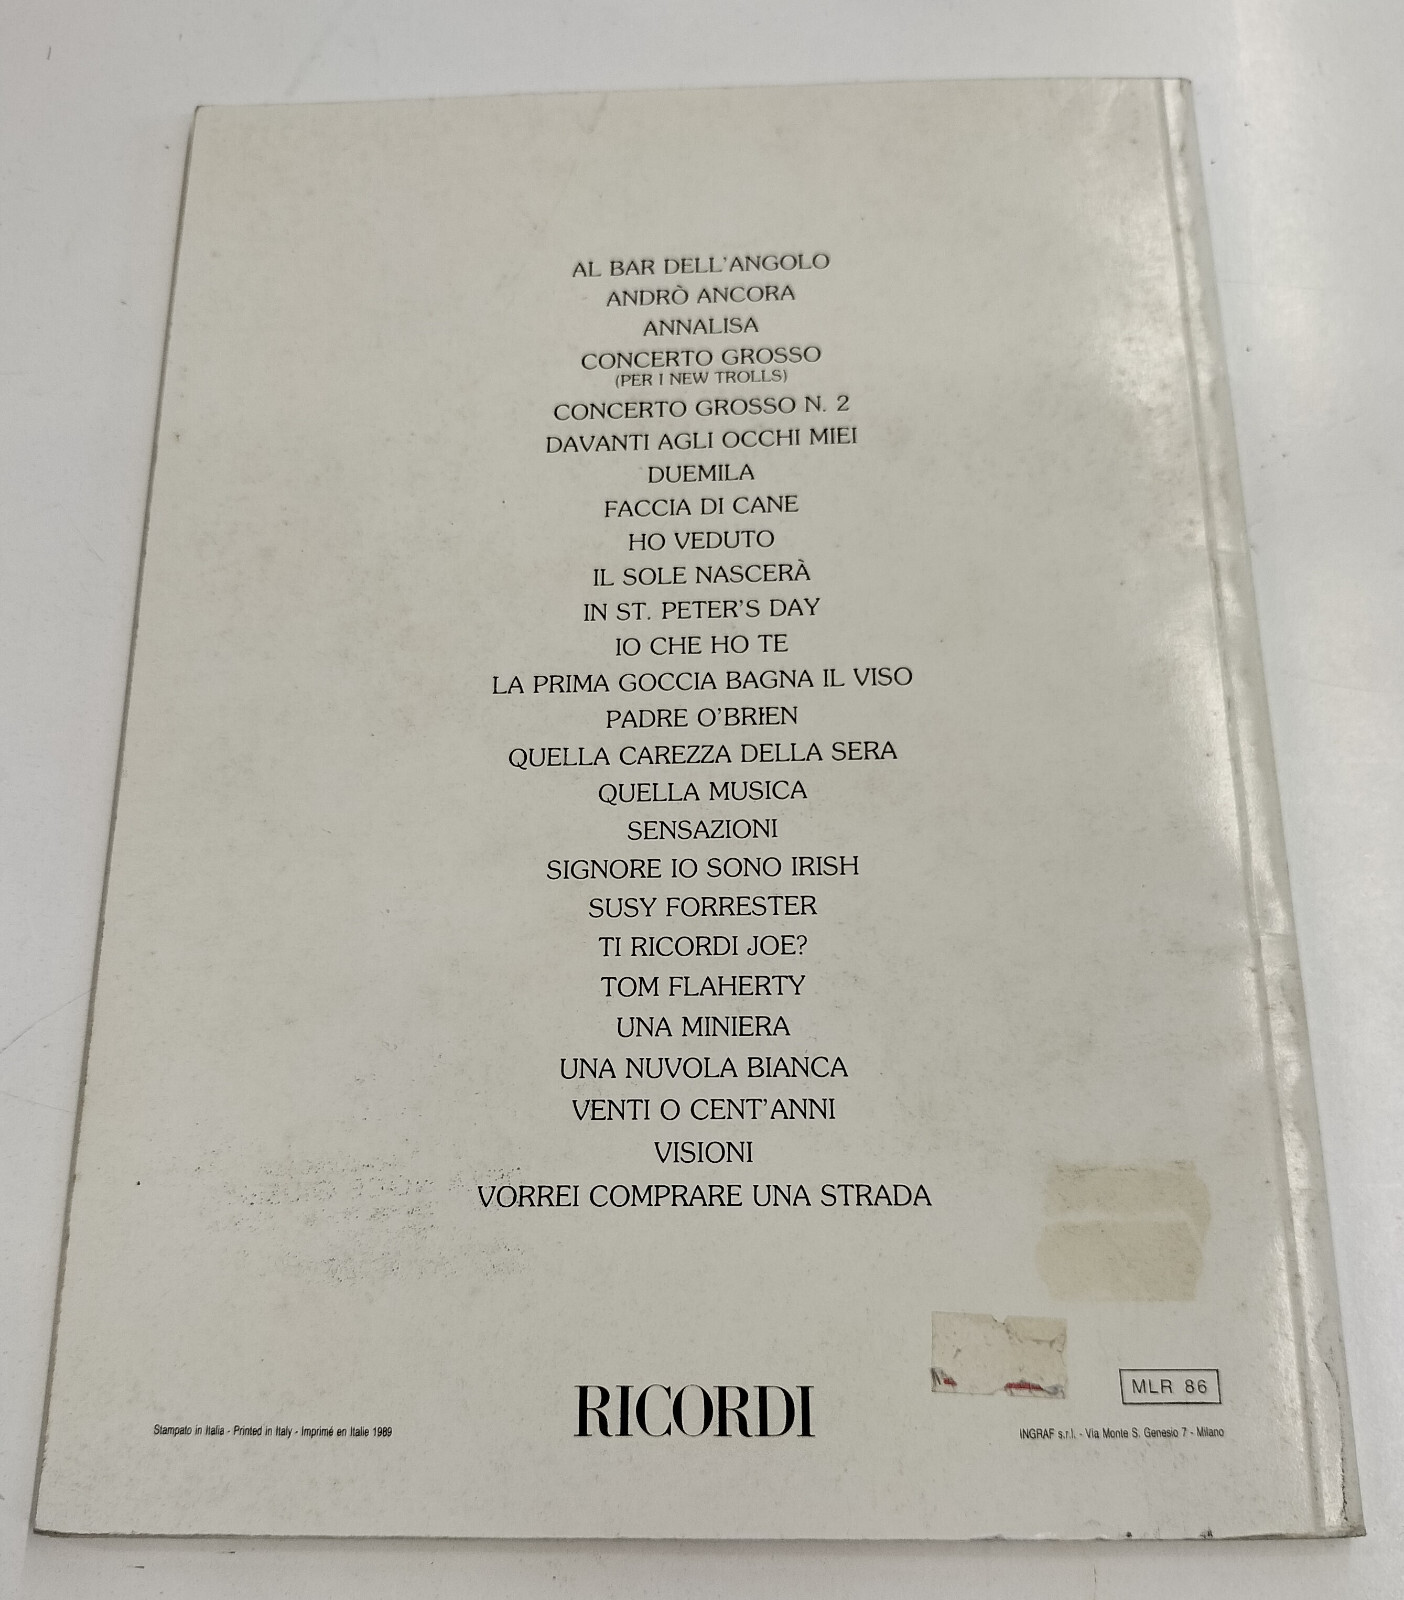 AL BAR DELL'ANGOLO
ANDRÒ ANCORA
ANNALISA
CONCERTO GROSSO
(PER I NEW TROLLS)
CONCERTO GROSSO N. 2
DAVANTI AGLI OCCHI MIEI
DUEMILA
FACCIA DI CANE
HO VEDUTO
IL SOLE NASCERÀ
IN ST. PETER'S DAY
IO CHE HO TE
LA PRIMA GOCCIA BAGNA IL VISO
PADRE O'BRIEN
QUELLA CAREZZA DELLA SERA
QUELLA MUSICA
SENSAZIONI
SIGNORE IO SONO IRISH
SUSY FORRESTER
TI RICORDI JOE?
TOM FLAHERTY
UNA MINIERA
UNA NUVOLA BIANCA
VENTI O CENT'ANNI
VISIONI
VORREI COMPRARE UNA STRADA
MLR 86
RICORDI
Stampato in Italia - Printed in Italy - Imprimé en Italie 1989
INGRAF s.r.l. - Via Monte S. Genesio 7 - Milano